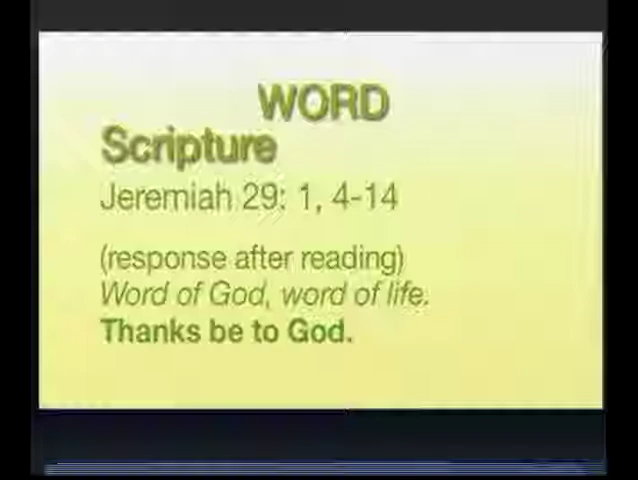 WORD
Scripture
Jeremiah 29: 1, 4-14
(response after reading)
Word of God, word of life.
Thanks be to God.